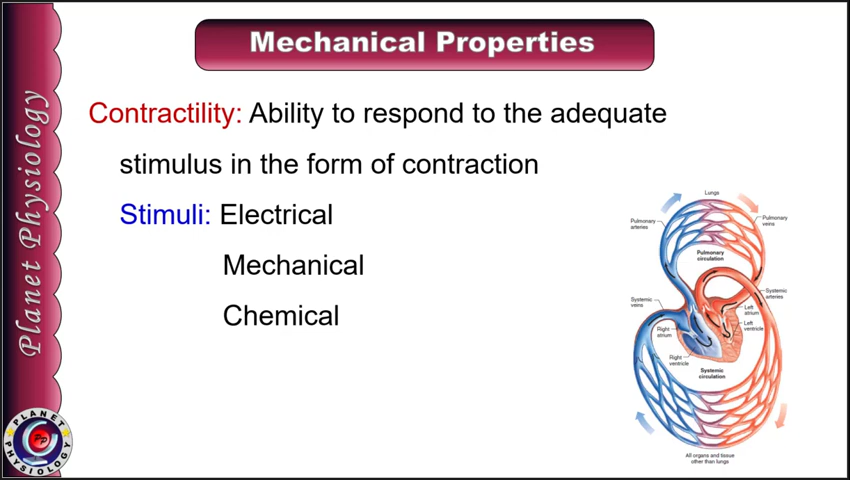 Mechanical Properties
Contractility: Ability to respond to the adequate
stimulus in the form of contraction
Stimuli: Electrical
Mechanical
Chemical
Planet Physiology
PLANET
PHYSIOLOGY
PP
Lungs
Pulmonary
arteries
Pulmonary
veins
Pulmonary
circulation
Systemic
arteries
Systemic
veins
Left
atrium
Left
ventricle
Right
atrium
Right
ventricle
Systemic
circulation
All organs and tissue
other than lungs